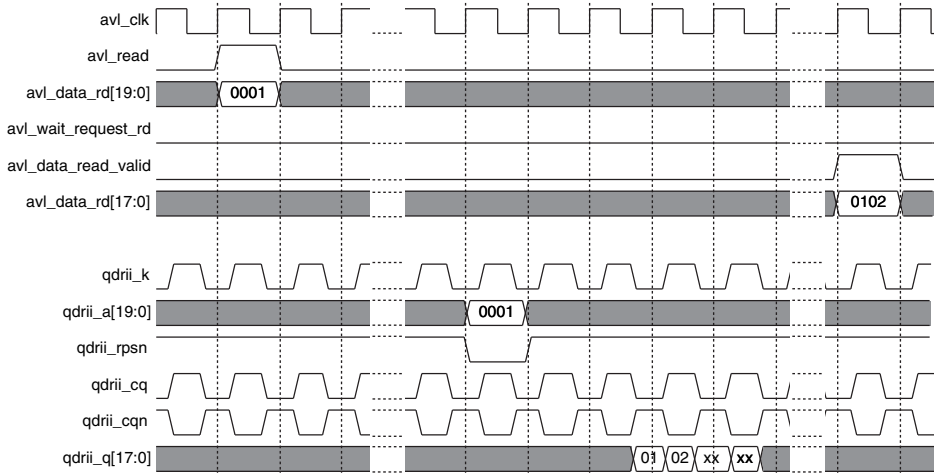 avl_clk
avl_read
avl_data_rd[19:0] 0001
avl_wait_request_rd
avl_data_read_valid
avl_data_rd[17:0] 0102
qdrii_k
qdrii_a[19:0] 0001
qdrii_rpsn
qdrii_cq
qdrii_cqn
qdrii_q[17:0] 01 02 xx xx